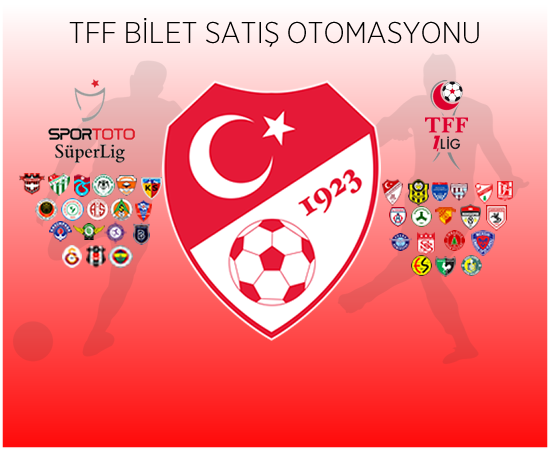 TFF BİLET SATIŞ OTOMASYONU
SPORTOTO
SüperLig
TFF
1.LİG
1923